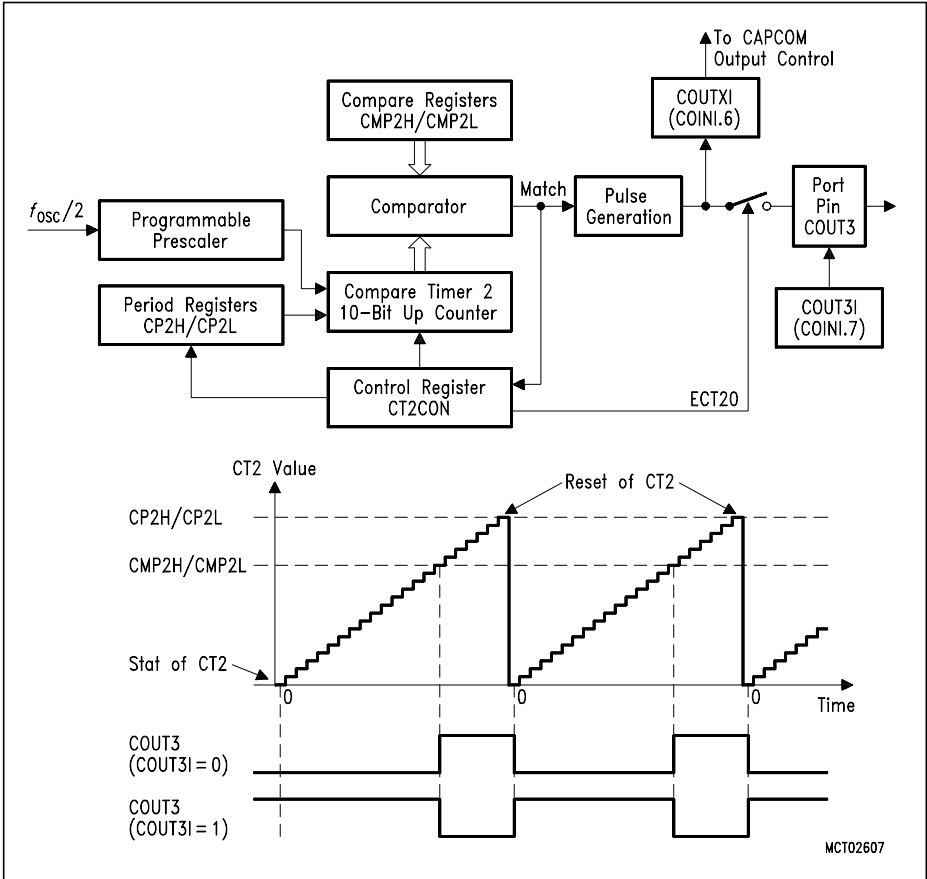 To CAPCOM
Output Control
Compare Registers
CMP2H/CMP2L
COUTXI
(COINI.6)
fOSC/2
Programmable
Prescaler
Comparator
Match
Pulse
Generation
Port
Pin
COUT3
Period Registers
CP2H/CP2L
Compare Timer 2
10-Bit Up Counter
COUT3I
(COINI.7)
Control Register
CT2CON
ECT2O
CT2 Value
Reset of CT2
CP2H/CP2L
CMP2H/CMP2L
Stat of CT2
0
0
0
Time
COUT3
(COUT3I=0)
COUT3
(COUT3I=1)
MCT02607